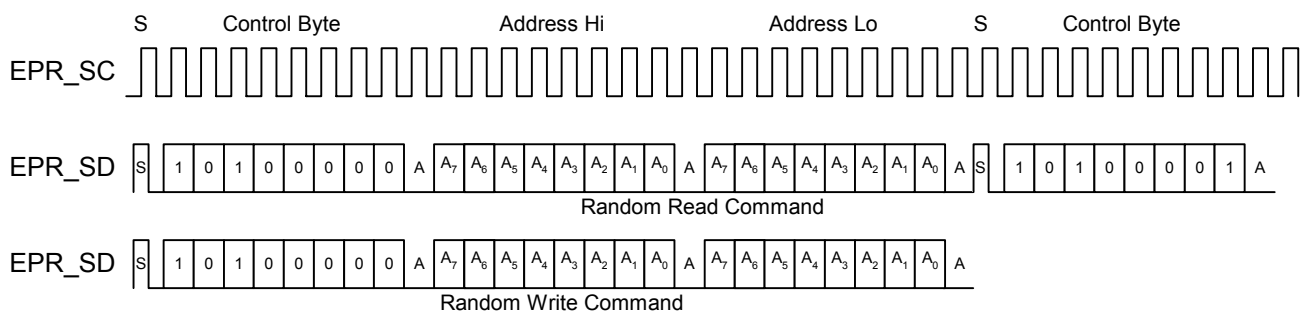 S Control Byte Address Hi Address Lo S Control Byte
EPR_SC
EPR_SD S 1 0 1 0 0 0 0 0 A A₇ A₆ A₅ A₄ A₃ A₂ A₁ A₀ A A₇ A₆ A₅ A₄ A₃ A₂ A₁ A₀ A S 1 0 1 0 0 0 0 1 A
Random Read Command
EPR_SD S 1 0 1 0 0 0 0 0 A A₇ A₆ A₅ A₄ A₃ A₂ A₁ A₀ A A₇ A₆ A₅ A₄ A₃ A₂ A₁ A₀ A
Random Write Command